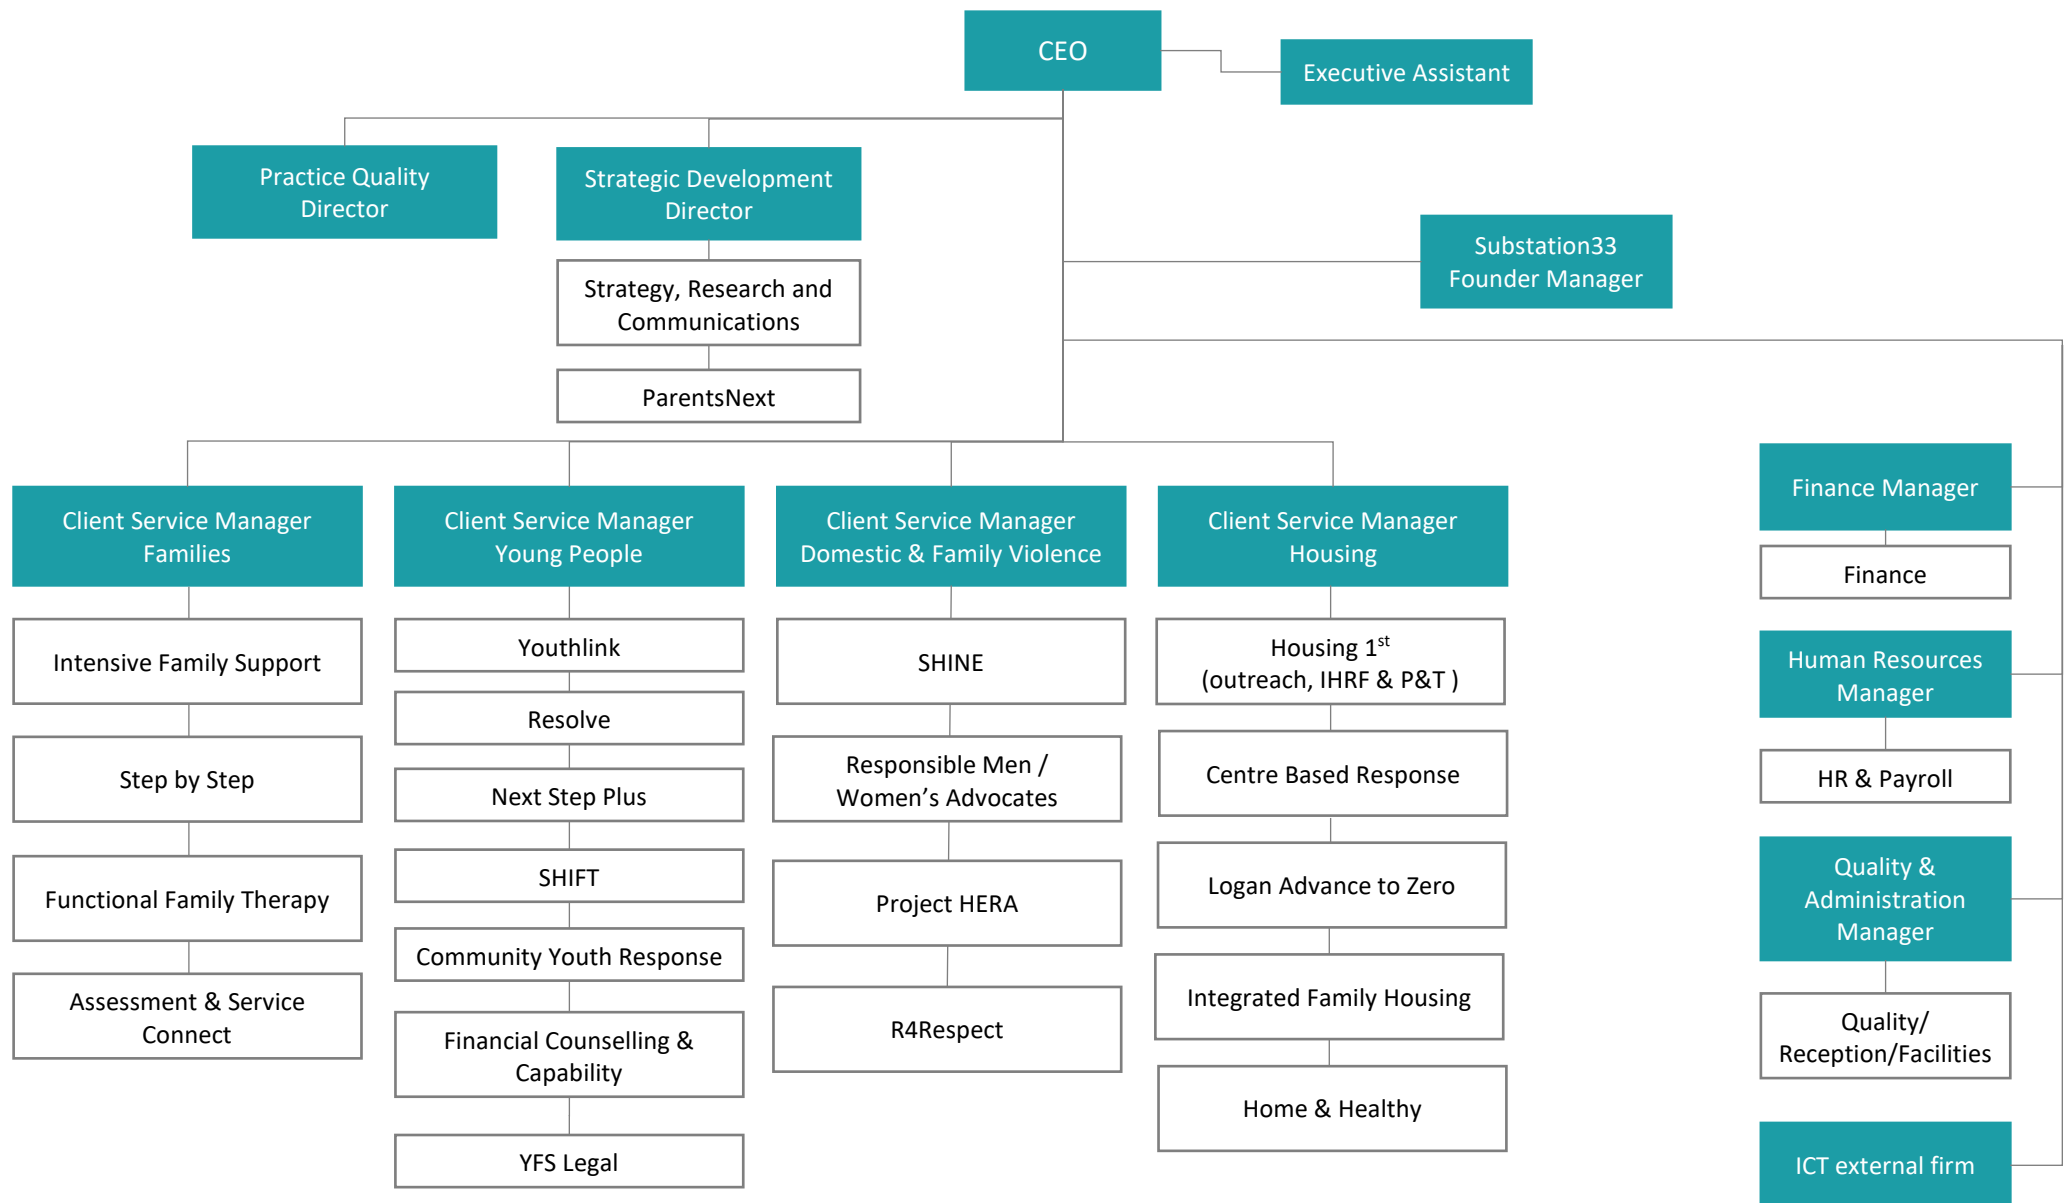 CEO
Executive Assistant
Practice Quality
Director
Strategic Development
Director
Strategy, Research and
Communications
ParentsNext
Substation33
Founder Manager
Client Service Manager
Families
Intensive Family Support
Step by Step
Functional Family Therapy
Assessment & Service
Connect
Client Service Manager
Young People
Youthlink
Resolve
Next Step Plus
SHIFT
Community Youth Response
Financial Counselling &
Capability
YFS Legal
Client Service Manager
Domestic & Family Violence
SHINE
Responsible Men /
Women’s Advocates
Project HERA
R4Respect
Client Service Manager
Housing
Housing 1st
(outreach, IHRF & P&T )
Centre Based Response
Logan Advance to Zero
Integrated Family Housing
Home & Healthy
Finance Manager
Finance
Human Resources
Manager
HR & Payroll
Quality &
Administration
Manager
Quality/
Reception/Facilities
ICT external firm